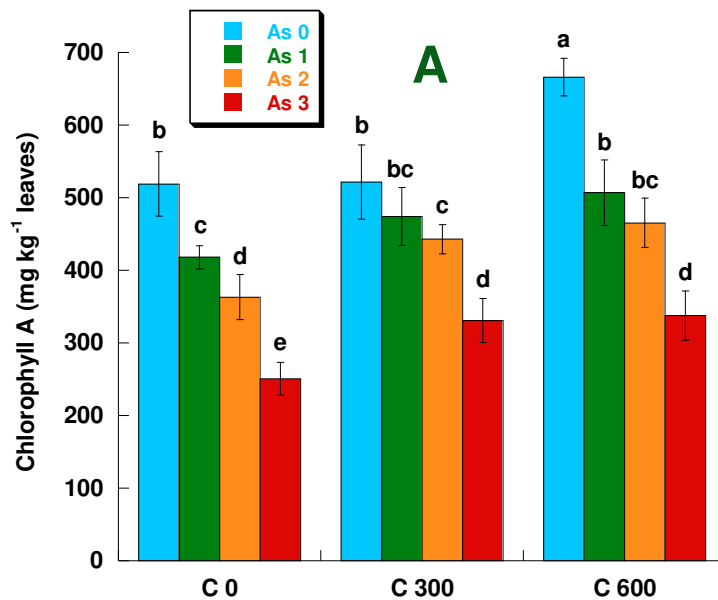 As 0
As 1
As 2
As 3
A
Chlorophyll A (mg kg⁻¹ leaves)
700
600
500
400
300
200
100
0
b
c
d
e
b
bc
c
d
a
b
bc
d
C 0
C 300
C 600